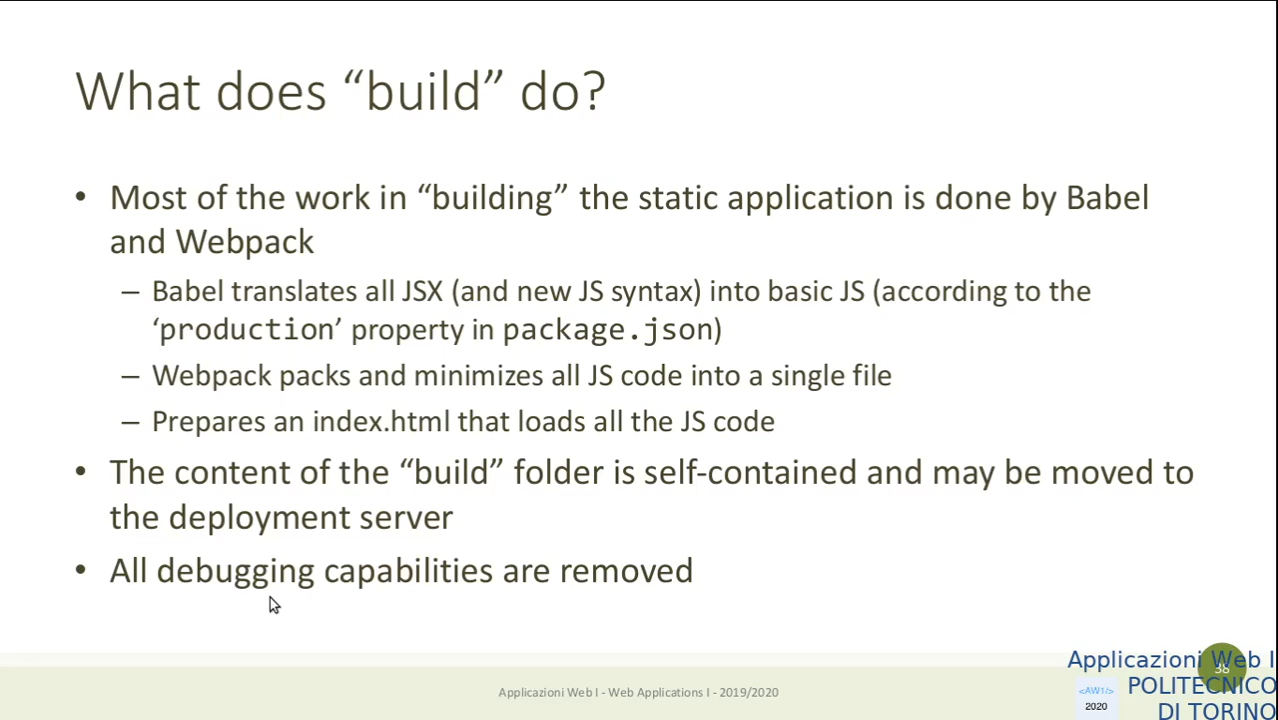 What does “build” do?
• Most of the work in “building” the static application is done by Babel
and Webpack
– Babel translates all JSX (and new JS syntax) into basic JS (according to the
‘production’ property in package.json)
– Webpack packs and minimizes all JS code into a single file
– Prepares an index.html that loads all the JS code
• The content of the “build” folder is self-contained and may be moved to
the deployment server
• All debugging capabilities are removed
Applicazioni Web I - Web Applications I - 2019/2020
38
Applicazioni Web I
POLITECNICO
DI TORINO
<AW1/>
2020